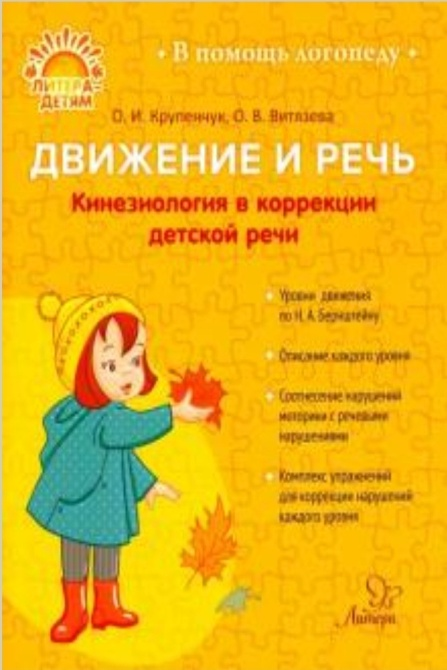 • В помощь логопеду •
ЛИТЕРА-
ДЕТЯМ
О. И. Крупенчук, О. В. Витязева
ДВИЖЕНИЕ И РЕЧЬ
Кинезиология в коррекции
детской речи
• Уровни движения
по Н. А. Бернштейну
• Описание каждого уровня
• Соотнесение нарушений
моторики с речевыми
нарушениями
• Комплекс упражнений
для коррекции нарушений
каждого уровня
Литера